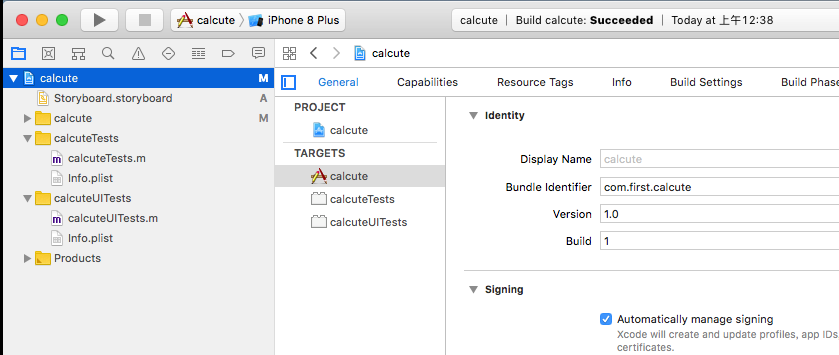 calcute iPhone 8 Plus
calcute | Build calcute: Succeeded | Today at 上午12:38
calcute M
Storyboard.storyboard A
calcute M
calcuteTests
calcuteTests.m
Info.plist
calcuteUITests
calcuteUITests.m
Info.plist
Products
calcute
General Capabilities Resource Tags Info Build Settings Build Phase
PROJECT
calcute
TARGETS
calcute
calcuteTests
calcuteUITests
Identity
Display Name calcute
Bundle Identifier com.first.calcute
Version 1.0
Build 1
Signing
Automatically manage signing
Xcode will create and update profiles, app IDs
certificates.